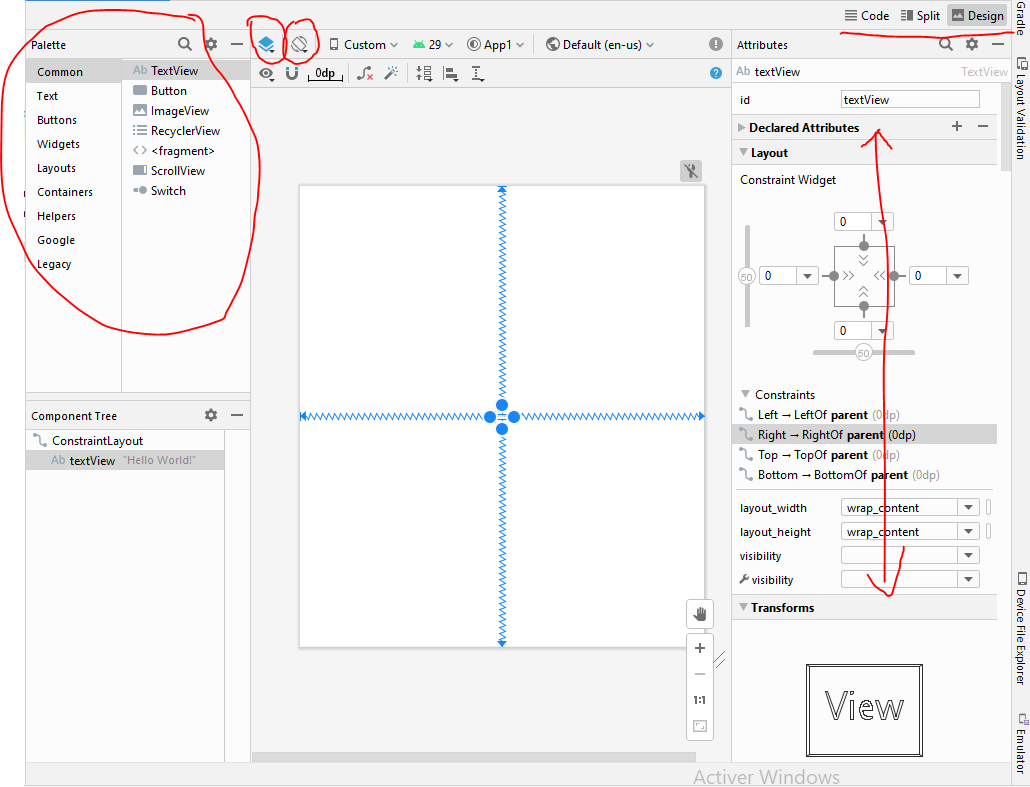 Code Split Design
Palette
Custom 29 App1 Default (en-us)
Attributes
Common
Text
Buttons
Widgets
Layouts
Containers
Helpers
Google
Legacy
Ab TextView
Button
ImageView
RecyclerView
<fragment>
ScrollView
Switch
0dp
Ab textView TextView
id textView
Declared Attributes
Layout
Constraint Widget
0
50
0
0
0
50
Constraints
Left → LeftOf parent (0dp)
Right → RightOf parent (0dp)
Top → TopOf parent (0dp)
Bottom → BottomOf parent (0dp)
layout_width wrap_content
layout_height wrap_content
visibility
visibility
Transforms
View
Component Tree
ConstraintLayout
Ab textView "Hello World!"
1:1
Gradle
Layout Validation
Device File Explorer
Emulator
Activer Windows